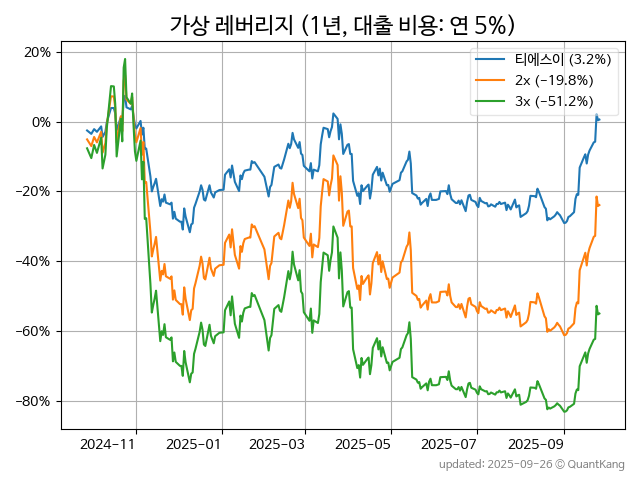 가상 레버리지 (1년, 대출 비용: 연 5%)
티에스이 (3.2%)
2x (−19.8%)
3x (−51.2%)
20%
0%
−20%
−40%
−60%
−80%
2024-11
2025-01
2025-03
2025-05
2025-07
2025-09
updated: 2025-09-26 © QuantKang